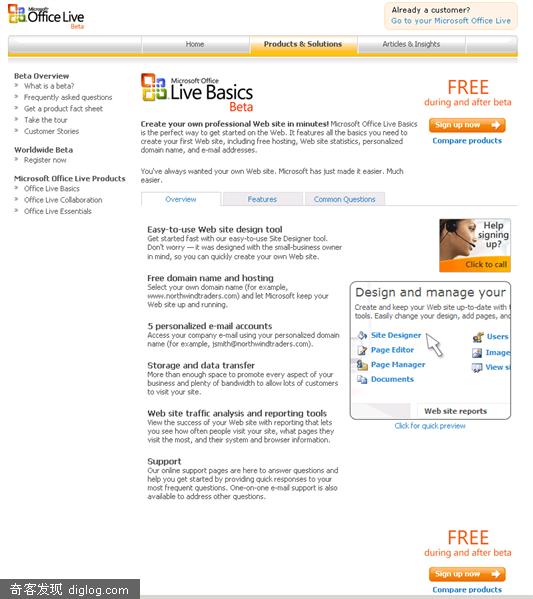 Microsoft
Office Live
Beta
Already a customer?
Go to your Microsoft Office Live
Home
Products & Solutions
Articles & Insights
Beta Overview
What is a beta?
Frequently asked questions
Get a product fact sheet
Take the tour
Customer Stories
Worldwide Beta
Register now
Microsoft Office Live Products
Office Live Basics
Office Live Collaboration
Office Live Essentials
Microsoft Office
Live Basics
Beta
Create your own professional Web site in minutes! Microsoft Office Live Basics
is the perfect way to get started on the Web. It features all the basics you need to
create your first Web site, including free hosting, Web site statistics, personalized
domain name, and e-mail addresses.
You've always wanted your own Web site. Microsoft has just made it easier. Much
easier.
FREE
during and after beta
Sign up now
Compare products
Overview
Features
Common Questions
Easy-to-use Web site design tool
Get started fast with our easy-to-use Site Designer tool.
Don't worry — it was designed with the small-business owner
in mind, so you can quickly create your own Web site.
Free domain name and hosting
Select your own domain name (for example,
www.northwindtraders.com) and let Microsoft keep your
Web site up and running.
5 personalized e-mail accounts
Access your company e-mail using your personalized domain
name (for example, jsmith@northwindtraders.com).
Storage and data transfer
More than enough space to promote every aspect of your
business and plenty of bandwidth to allow lots of customers
to visit your site.
Web site traffic analysis and reporting tools
View the success of your Web site with reporting that lets
you see how often people visit your site, what pages they
visit the most, and their system and browser information.
Support
Our online support pages are here to answer questions and
help you get started by providing quick responses to your
most frequent questions. One-on-one e-mail support is also
available to address other questions.
Help
signing
up?
Click to call
Design and manage your
Create and keep your Web site up-to-date with t
tools. Easily change your design, add pages, and
Site Designer
Page Editor
Page Manager
Documents
Users
Image
View si
Web site reports
Click for quick preview
FREE
during and after beta
Sign up now
Compare products
奇客发现 diglog.com